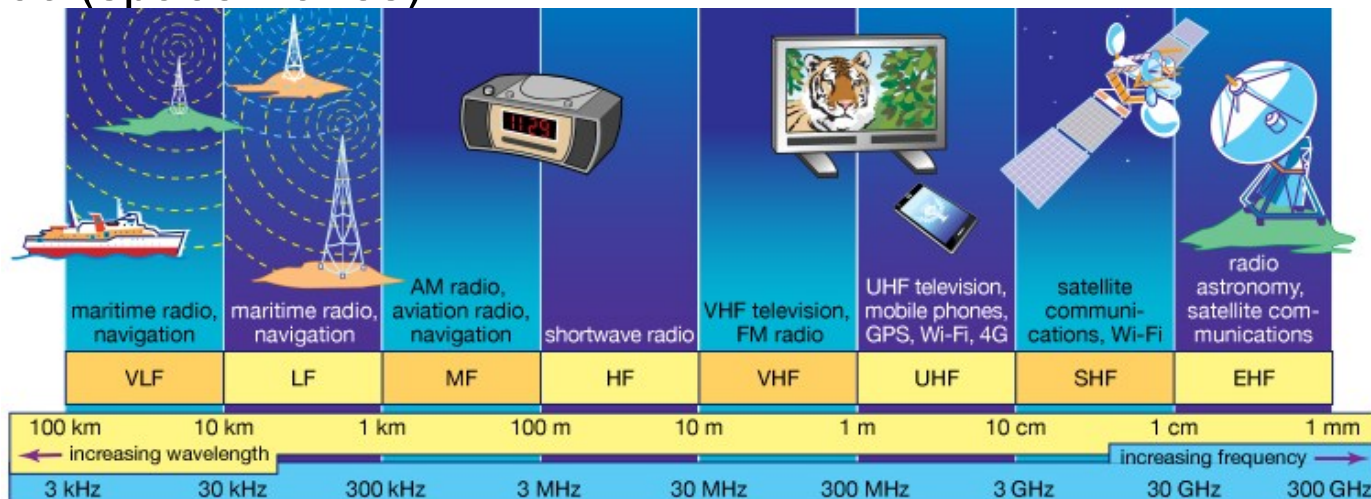 11:29
maritime radio,
navigation
maritime radio,
navigation
AM radio,
aviation radio,
navigation
shortwave radio
VHF television,
FM radio
UHF television,
mobile phones,
GPS, Wi-Fi, 4G
satellite
communi-
cations, Wi-Fi
radio
astronomy,
satellite com-
munications
VLF LF MF HF VHF UHF SHF EHF
100 km 10 km 1 km 100 m 10 m 1 m 10 cm 1 cm 1 mm
increasing wavelength increasing frequency
3 kHz 30 kHz 300 kHz 3 MHz 30 MHz 300 MHz 3 GHz 30 GHz 300 GHz